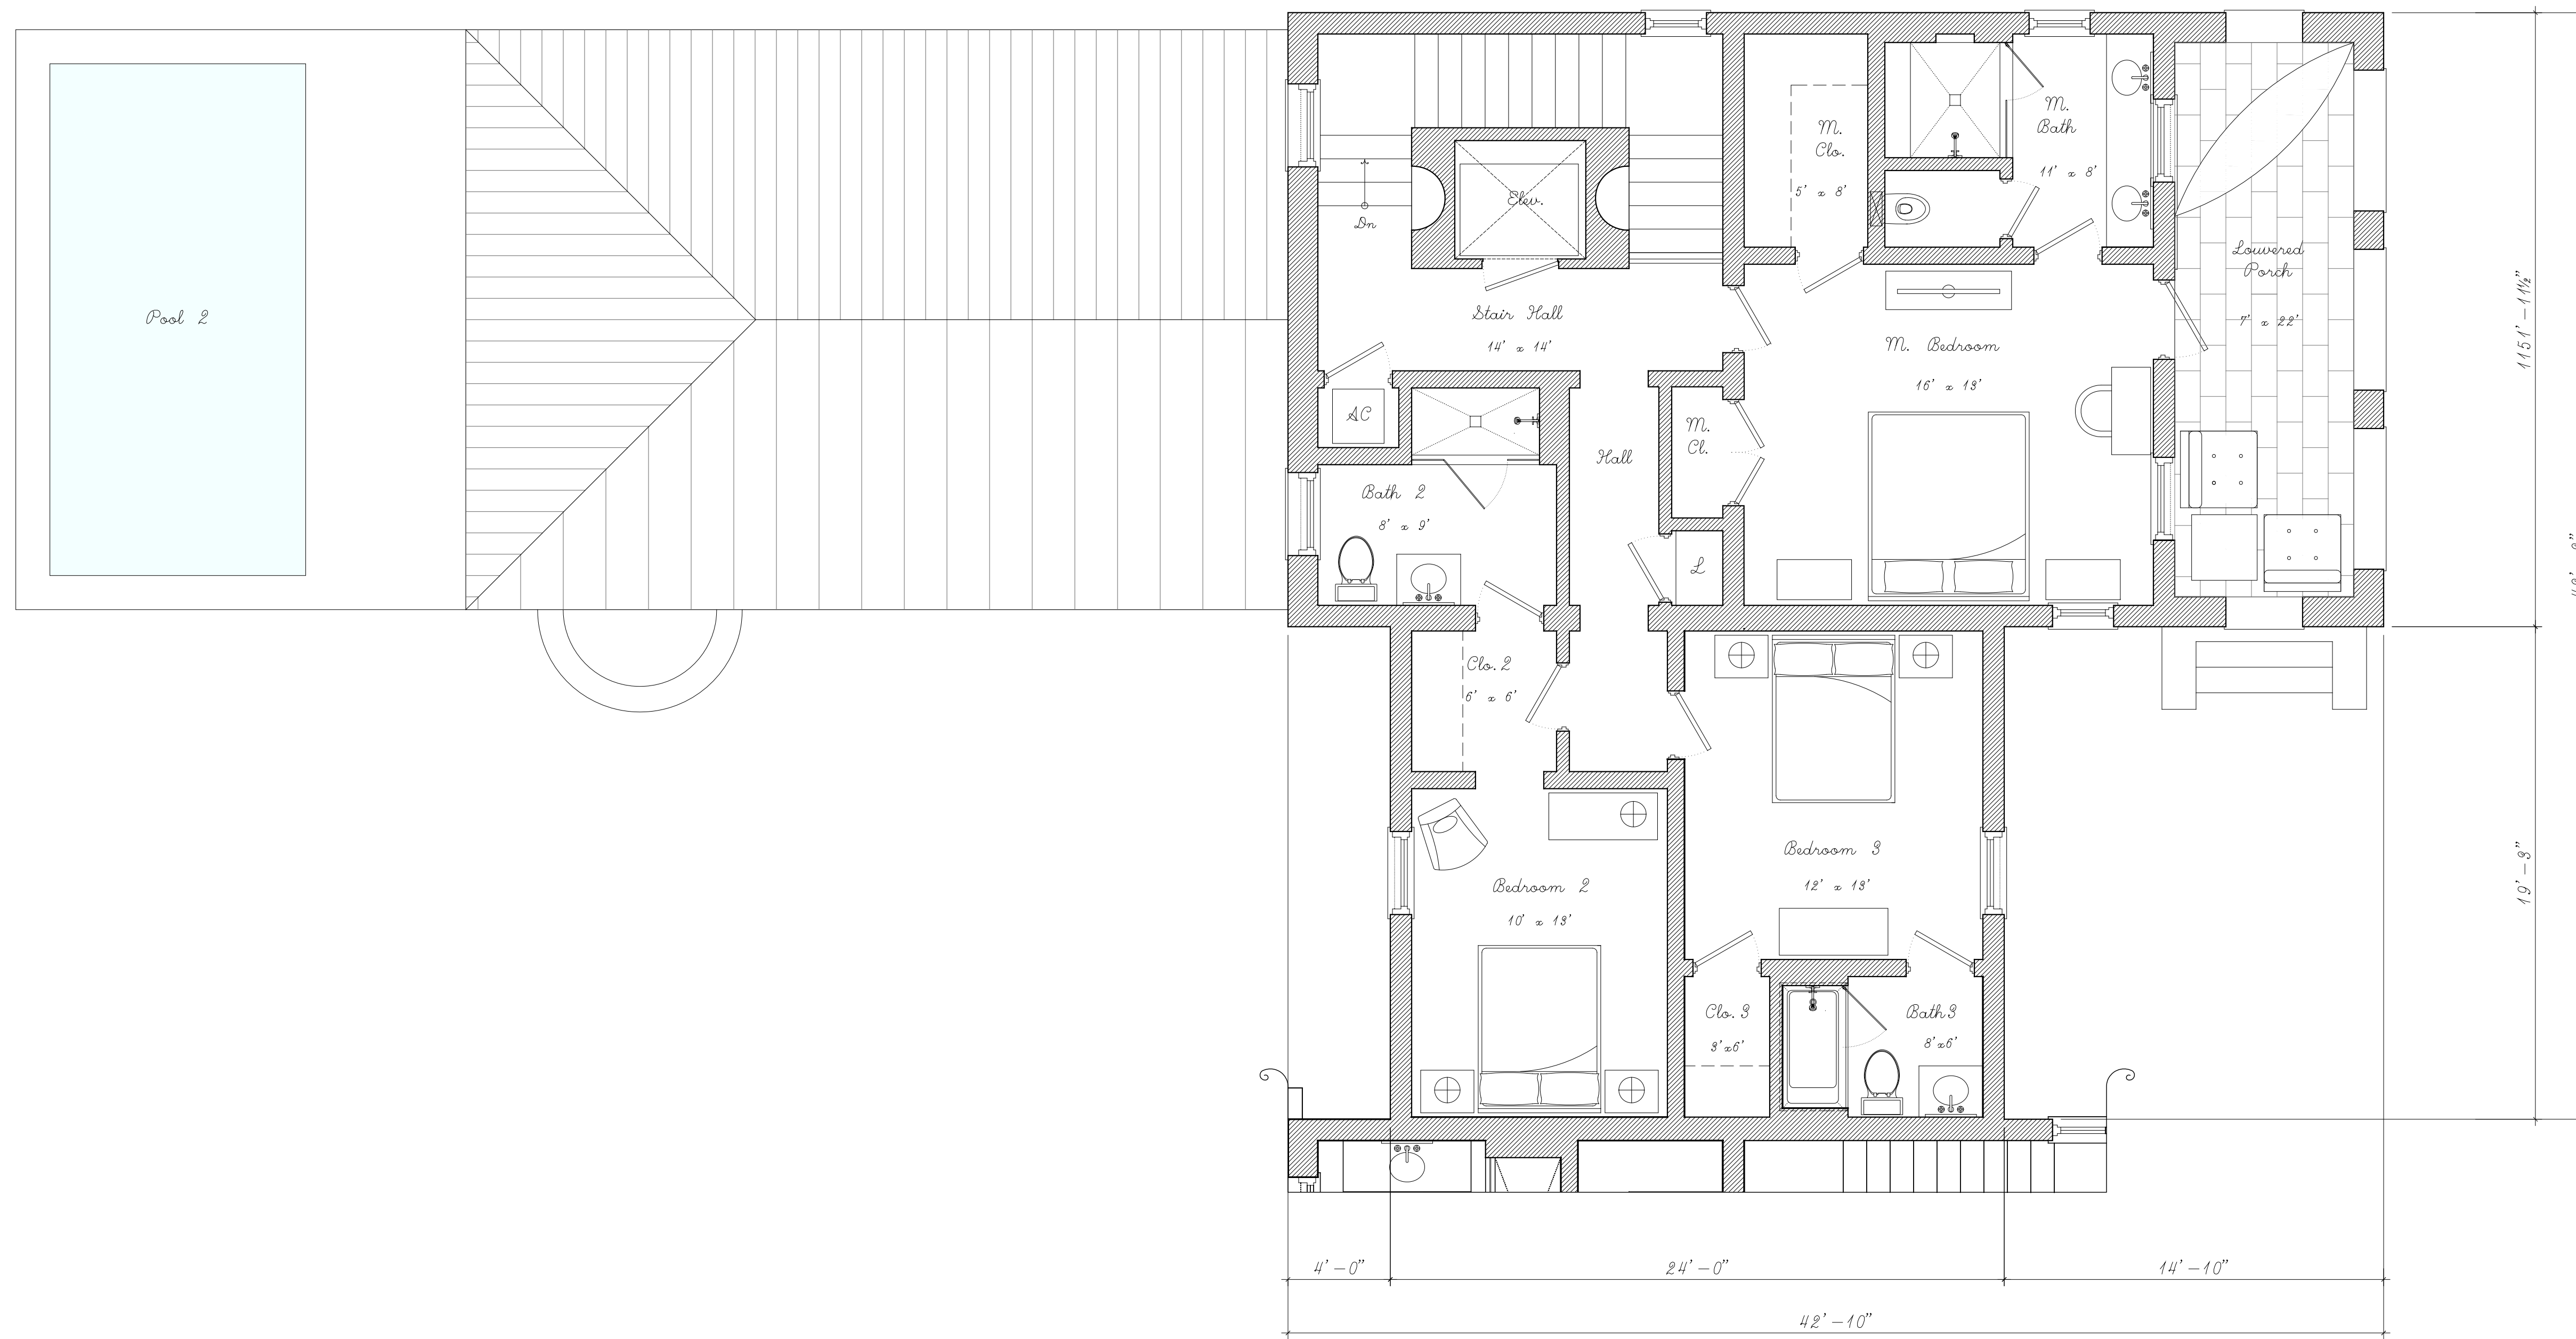 M.
Clo.
5' x 8'
M.
Bath
11' x 8'
Elev.
Dn
Louvered
Porch
7' x 22'
Pool 2
Stair Hall
14' x 14'
M. Bedroom
16' x 13'
1151'-11½"
AC
M.
Cl.
Hall
Bath 2
8' x 9'
L
Clo. 2
6' x 6'
Bedroom 3
12' x 13'
Bedroom 2
10' x 13'
19'-3"
Clo. 3
3'x6'
Bath 3
8'x6'
4'-0"
24'-0"
14'-10"
42'-10"